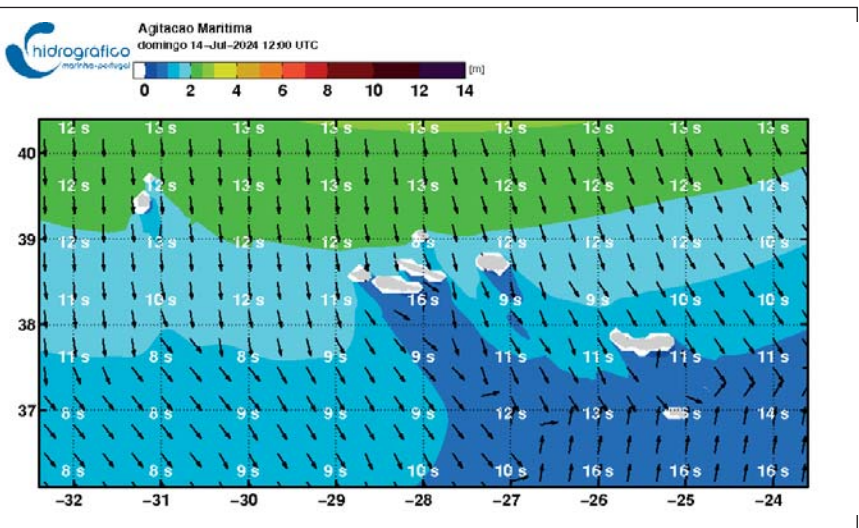 hidrográfico
marinha-portugal
Agitacao Maritima
domingo 14-Jul-2024 12:00 UTC
[m]
0 2 4 6 8 10 12 14
12 s 13 s 13 s 13 s 13 s 13 s 13 s 13 s 13 s
40
12 s 12 s 13 s 13 s 13 s 12 s 12 s 12 s 12 s
39
12 s 13 s 12 s 12 s 8 s 12 s 12 s 12 s 10 s
11 s 10 s 12 s 11 s 16 s 9 s 9 s 10 s 10 s
38
11 s 8 s 8 s 9 s 9 s 11 s 11 s 11 s 11 s
37
8 s 8 s 9 s 9 s 9 s 12 s 13 s 14 s
8 s 8 s 9 s 9 s 10 s 10 s 16 s 16 s 16 s
-32 -31 -30 -29 -28 -27 -26 -25 -24